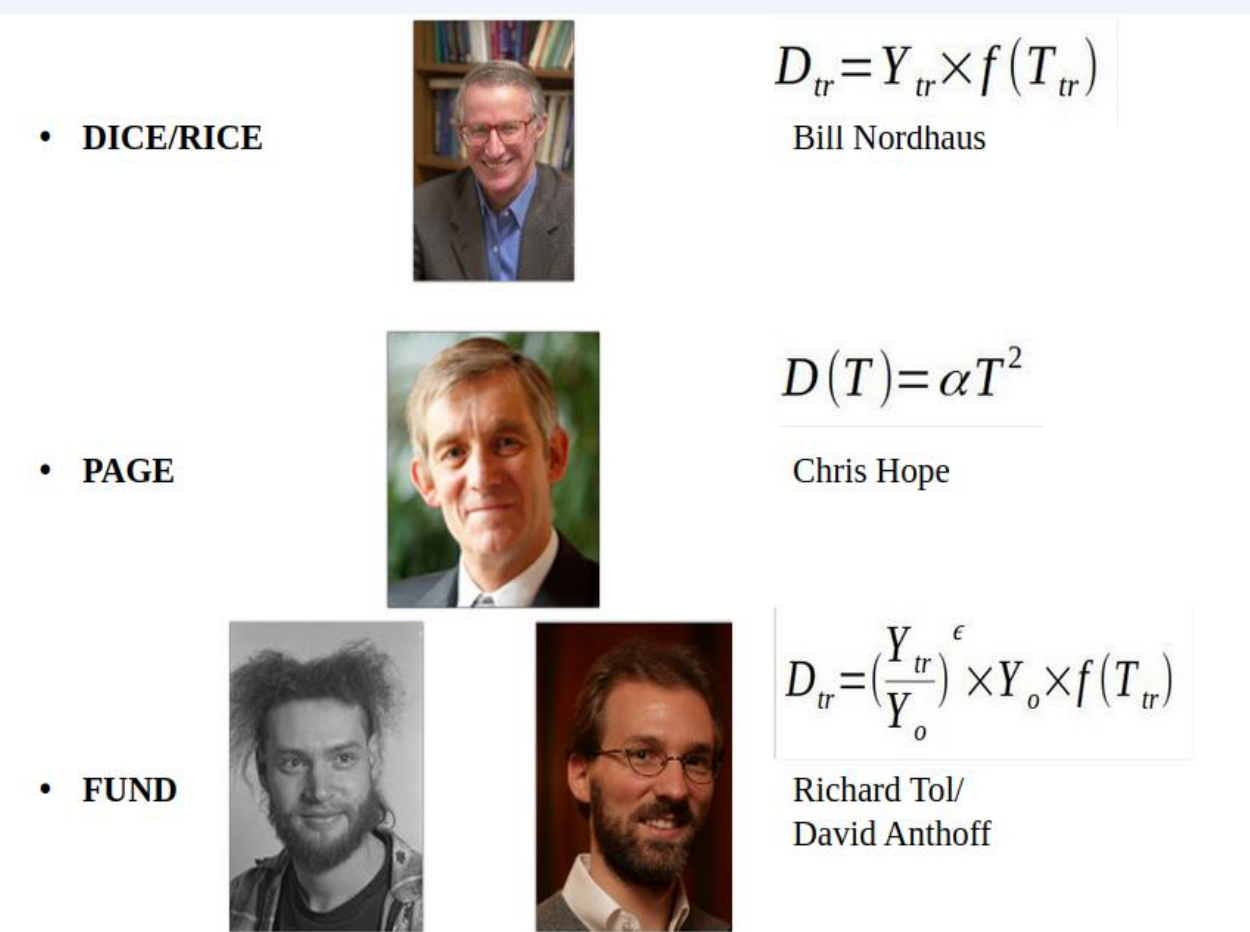 D_tr=Y_tr×f(T_tr)
• DICE/RICE
Bill Nordhaus
D(T)=αT²
• PAGE
Chris Hope
D_tr=(Y_tr/Y_o)^ϵ×Y_o×f(T_tr)
• FUND
Richard Tol/
David Anthoff